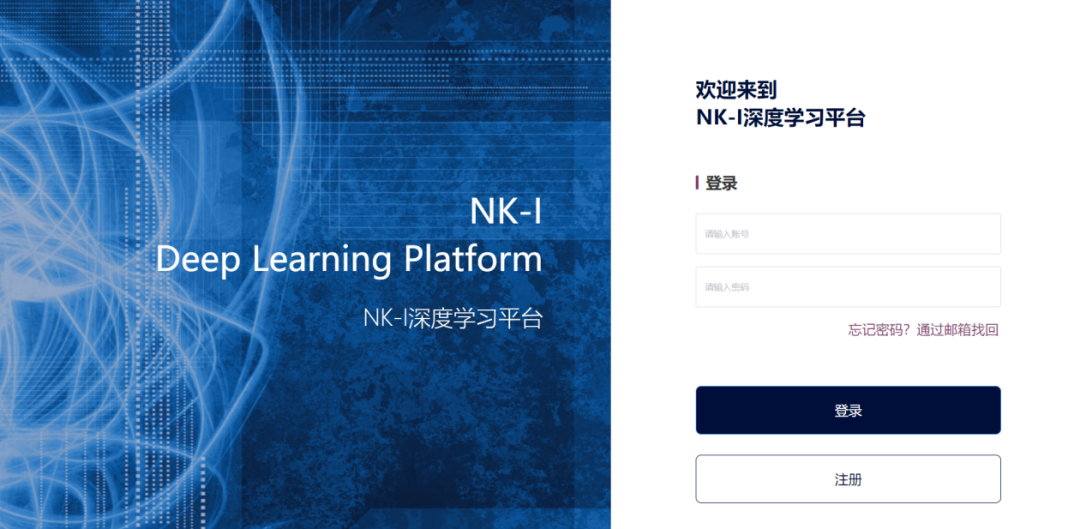 NK-I
Deep Learning Platform
NK-I深度学习平台
欢迎来到
NK-I深度学习平台
登录
请输入账号
请输入密码
忘记密码？通过邮箱找回
登录
注册